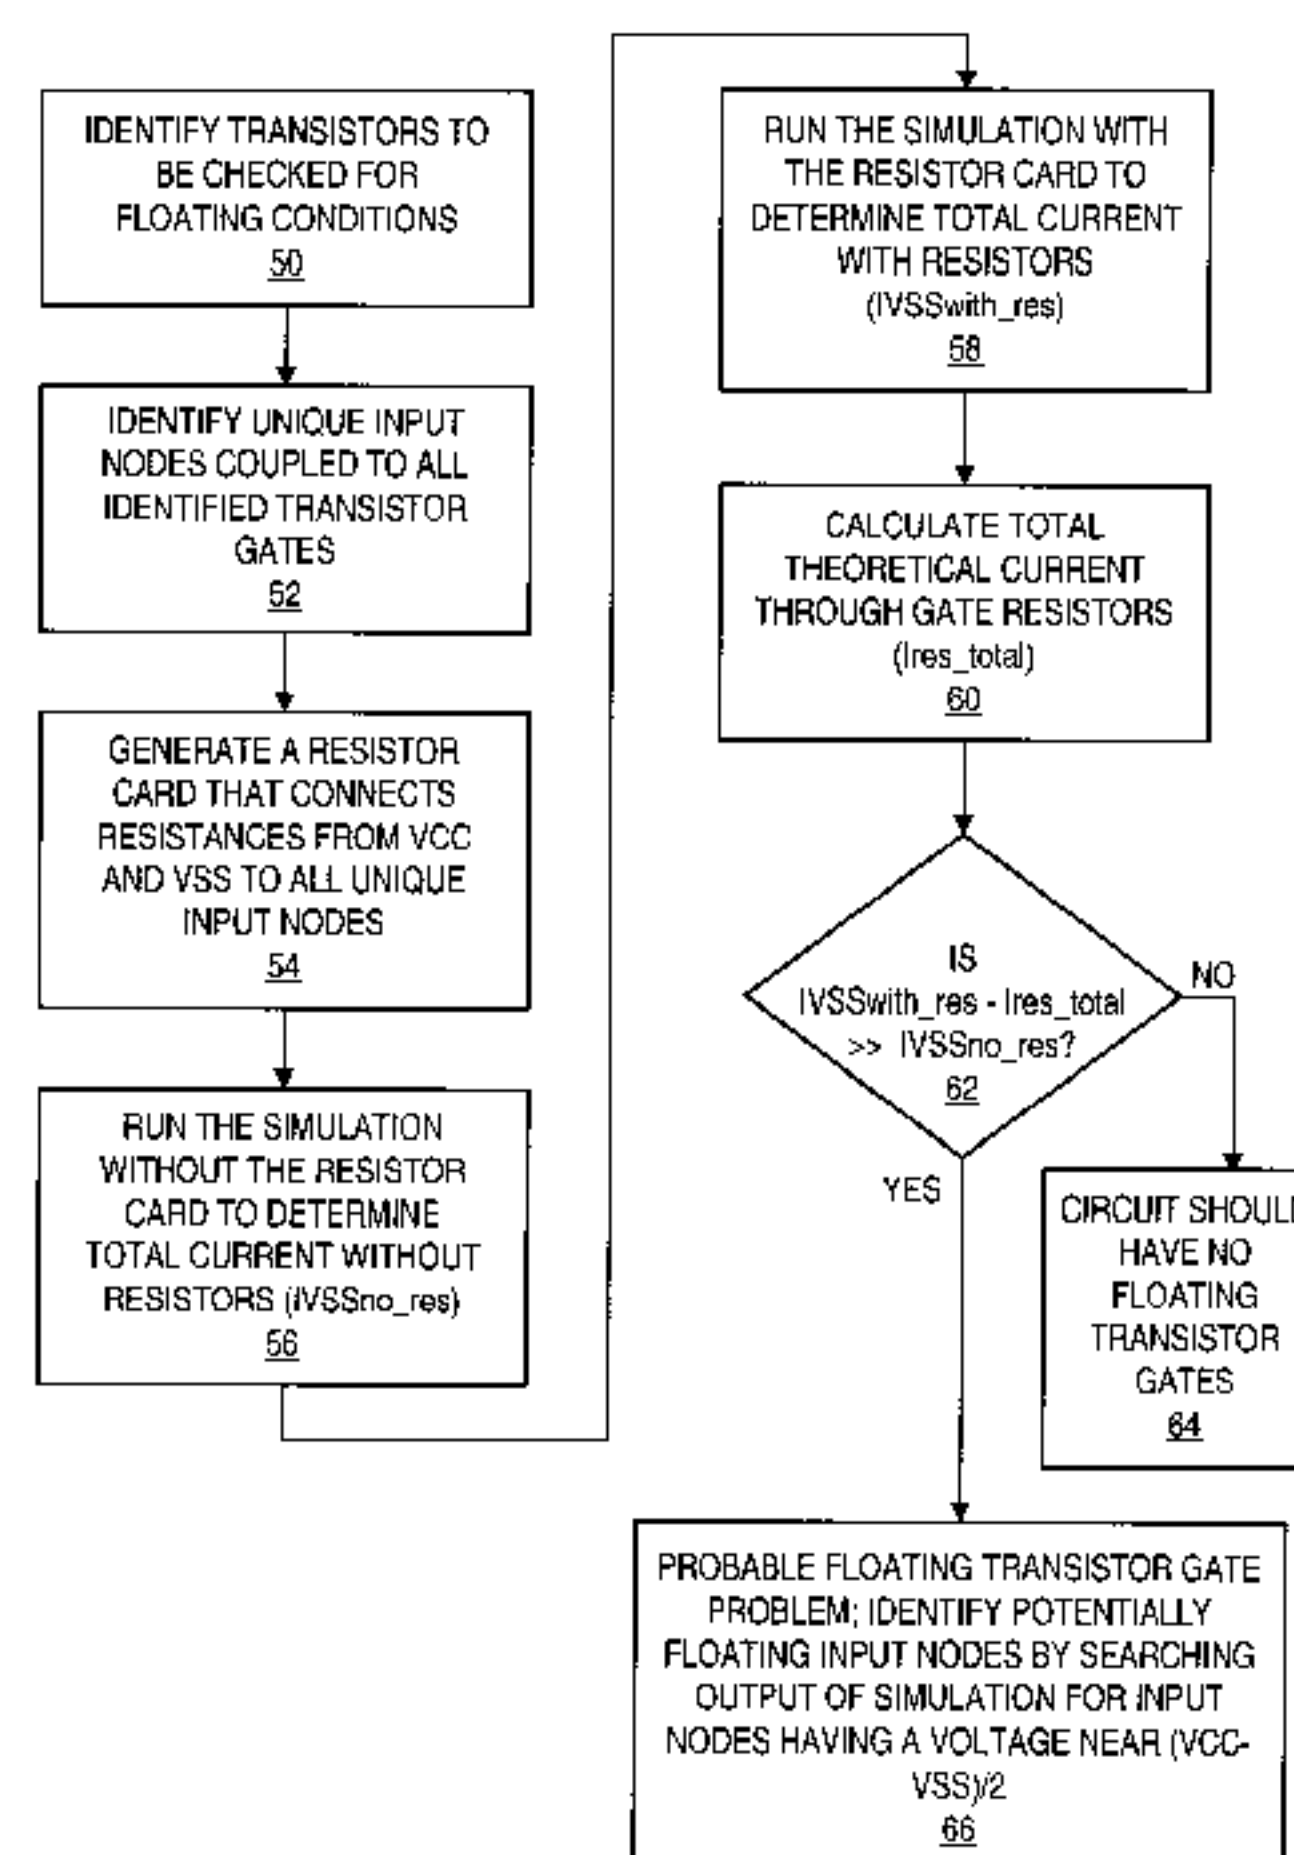 IDENTIFY TRANSISTORS TO
BE CHECKED FOR
FLOATING CONDITIONS
50
IDENTIFY UNIQUE INPUT
NODES COUPLED TO ALL
IDENTIFIED TRANSISTOR
GATES
52
GENERATE A RESISTOR
CARD THAT CONNECTS
RESISTANCES FROM VCC
AND VSS TO ALL UNIQUE
INPUT NODES
54
RUN THE SIMULATION
WITHOUT THE RESISTOR
CARD TO DETERMINE
TOTAL CURRENT WITHOUT
RESISTORS (IVSSno_res)
56
RUN THE SIMULATION WITH
THE RESISTOR CARD TO
DETERMINE TOTAL CURRENT
WITH RESISTORS
(IVSSwith_res)
58
CALCULATE TOTAL
THEORETICAL CURRENT
THROUGH GATE RESISTORS
(Ires_total)
60
IS
IVSSwith_res - Ires_total
>> IVSSno_res?
62
NO
YES
CIRCUIT SHOUL
HAVE NO
FLOATING
TRANSISTOR
GATES
64
PROBABLE FLOATING TRANSISTOR GATE
PROBLEM; IDENTIFY POTENTIALLY
FLOATING INPUT NODES BY SEARCHING
OUTPUT OF SIMULATION FOR INPUT
NODES HAVING A VOLTAGE NEAR (VCC-
VSS)/2
66